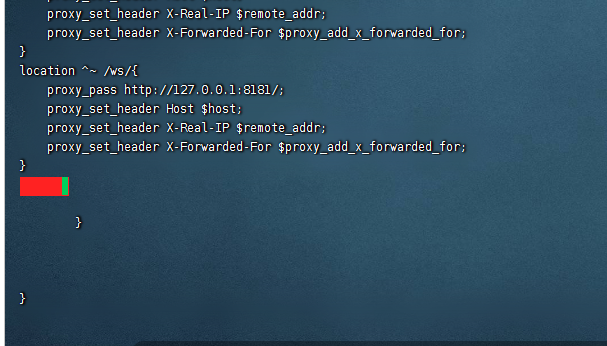 proxy_set_header X-Real-IP $remote_addr;
proxy_set_header X-Forwarded-For $proxy_add_x_forwarded_for;
}
location ^~ /ws/{
proxy_pass http://127.0.0.1:8181/;
proxy_set_header Host $host;
proxy_set_header X-Real-IP $remote_addr;
proxy_set_header X-Forwarded-For $proxy_add_x_forwarded_for;
}
}
}